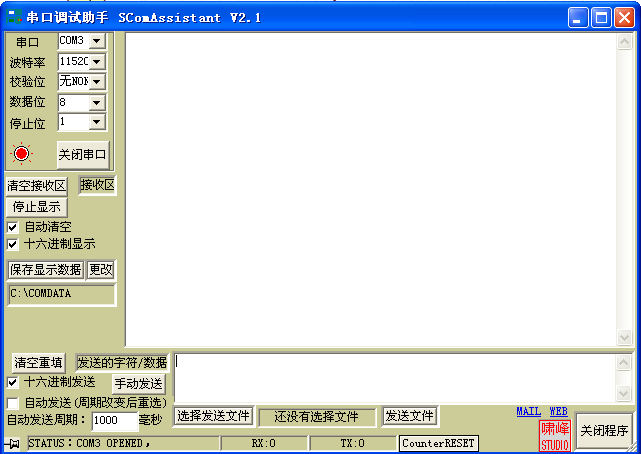 串口调试助手 SComAssistant V2.1
串口 COM3
波特率 1152
校验位 无NON
数据位 8
停止位 1
关闭串口
清空接收区 接收区
停止显示
自动清空
十六进制显示
保存显示数据 更改
C:\COMDATA
清空重填 发送的字符/数据
十六进制发送 手动发送
自动发送(周期改变后重选)
自动发送周期: 1000 毫秒
选择发送文件 还没有选择文件 发送文件
MAIL WEB
啸峰
STUDIO
关闭程序
STATUS:COM3 OPENED, RX:0 TX:0 CounterRESET